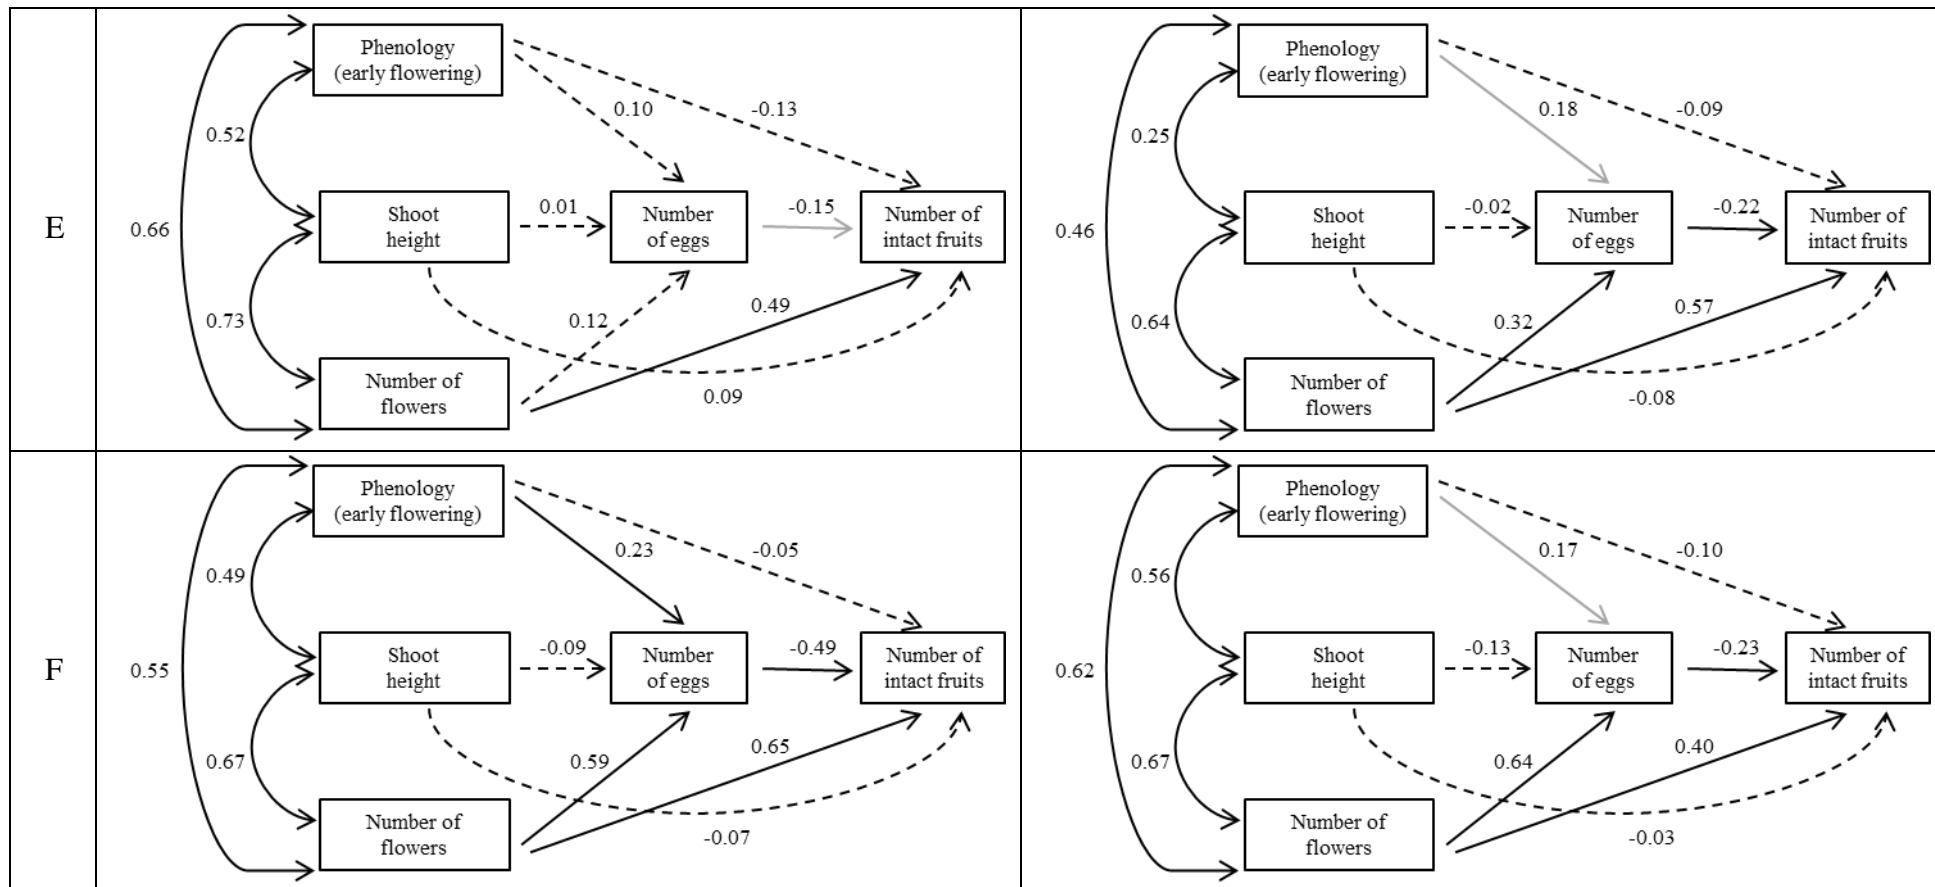 E
Phenology
(early flowering)
0.10
-0.13
0.52
Shoot
height
0.01
Number
of eggs
-0.15
Number of
intact fruits
0.66
0.73
0.12
0.49
Number of
flowers
0.09
Phenology
(early flowering)
0.18
-0.09
0.25
Shoot
height
-0.02
Number
of eggs
-0.22
Number of
intact fruits
0.46
0.64
0.32
0.57
Number of
flowers
-0.08
F
Phenology
(early flowering)
0.23
-0.05
0.49
Shoot
height
-0.09
Number
of eggs
-0.49
Number of
intact fruits
0.55
0.67
0.59
0.65
Number of
flowers
-0.07
Phenology
(early flowering)
0.17
-0.10
0.56
Shoot
height
-0.13
Number
of eggs
-0.23
Number of
intact fruits
0.62
0.67
0.64
0.40
Number of
flowers
-0.03